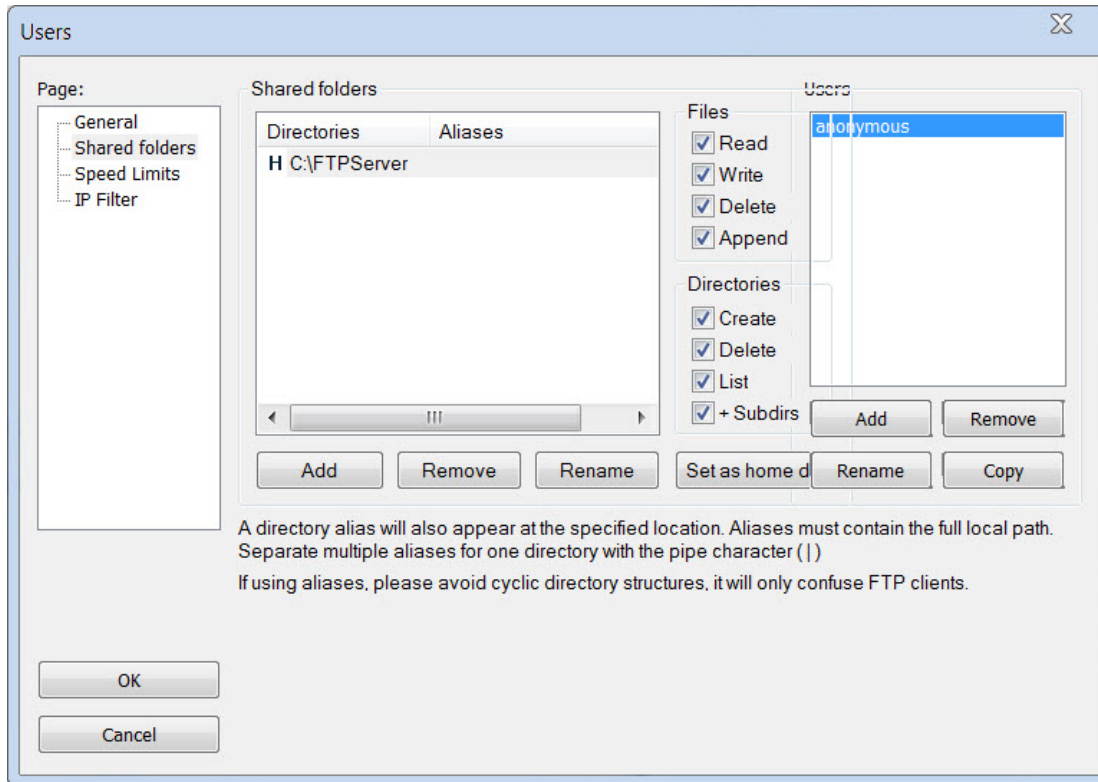 Users
Page:
General
Shared folders
Speed Limits
IP Filter
OK
Cancel
Shared folders
Directories Aliases
H C:\FTPServer
Add Remove Rename Set as home d
Files
Read
Write
Delete
Append
Directories
Create
Delete
List
+ Subdirs
Users
anonymous
Add Remove
Rename Copy
A directory alias will also appear at the specified location. Aliases must contain the full local path.
Separate multiple aliases for one directory with the pipe character ( | )
If using aliases, please avoid cyclic directory structures, it will only confuse FTP clients.